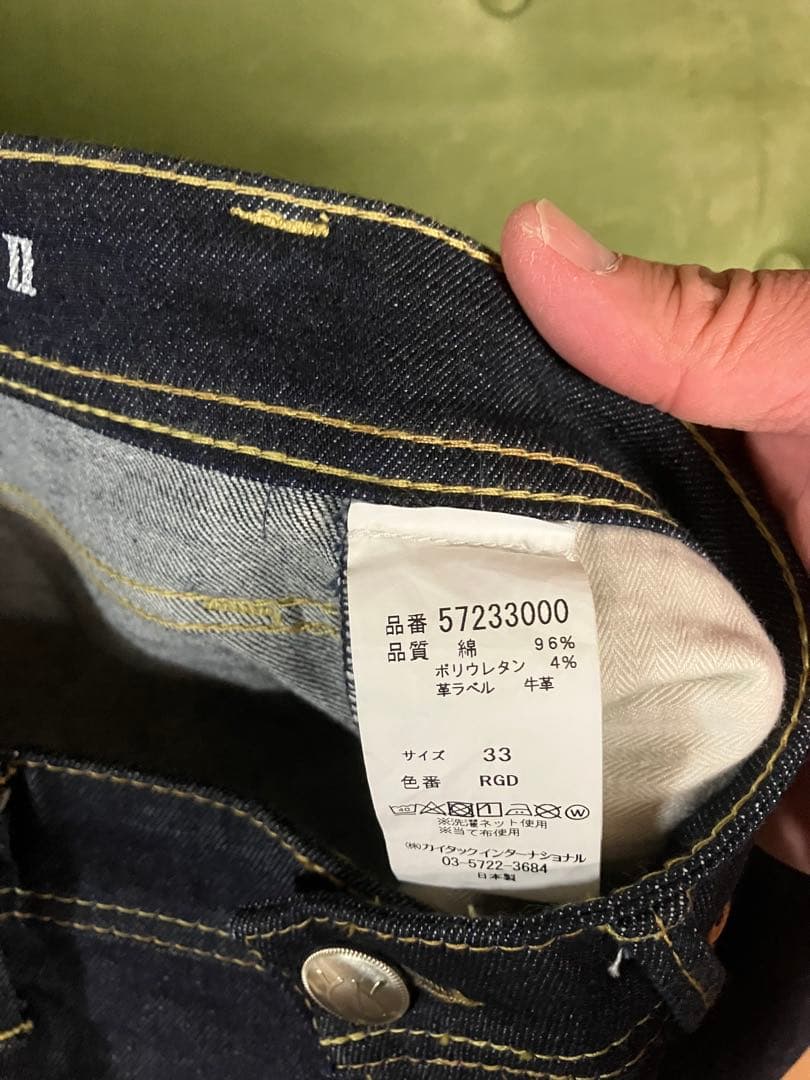 品番 57233000
品質 綿 96%
ポリウレタン 4%
革ラベル 牛革
サイズ 33
色番 RGD
40 W
※洗濯ネット使用
※当て布使用
㈱カイタックインターナショナル
03-5722-3684
日本製